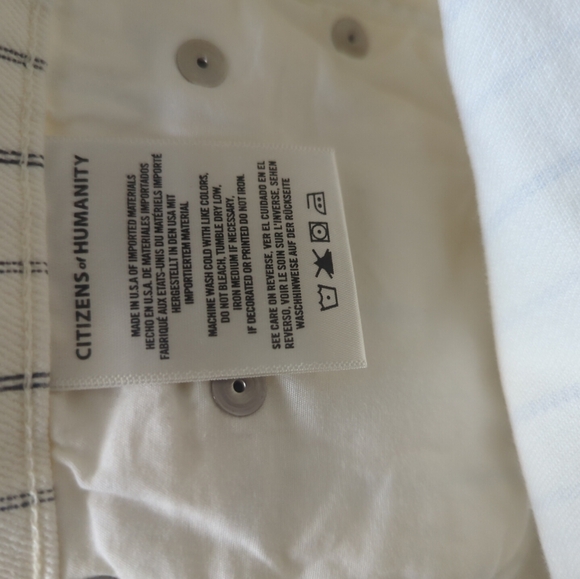 CITIZENS of HUMANITY
MADE IN U.S.A OF IMPORTED MATERIALS
HECHO EN U.S.A. DE MATERIALES IMPORTADOS
FABRIQUÉ AUX ETATS-UNIS DU MATÉRIELS IMPORTÉ
HERGESTELLT IN DEN USA MIT
IMPORTIERTEM MATERIAL
MACHINE WASH COLD WITH LIKE COLORS,
DO NOT BLEACH, TUMBLE DRY LOW,
IRON MEDIUM IF NECESSARY,
IF DECORATED OR PRINTED DO NOT IRON.
SEE CARE ON REVERSE, VER EL CUIDADO EN EL
REVERSO, VOIR LE SOIN SUR L'INVERSE, SEHEN
WASCHHINWEISE AUF DER RÜCKSEITE